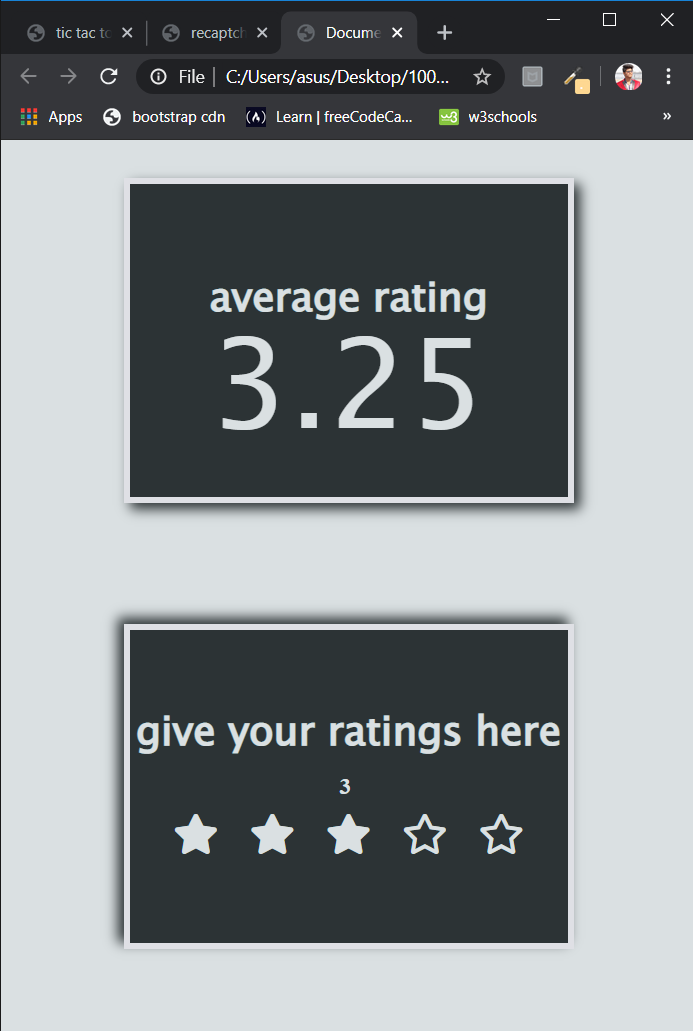 tic tac to
recaptch
Docume
File
C:/Users/asus/Desktop/100...
Apps
bootstrap cdn
(A) Learn | freeCodeCa...
w3 w3schools
»
average rating
3.25
give your ratings here
3